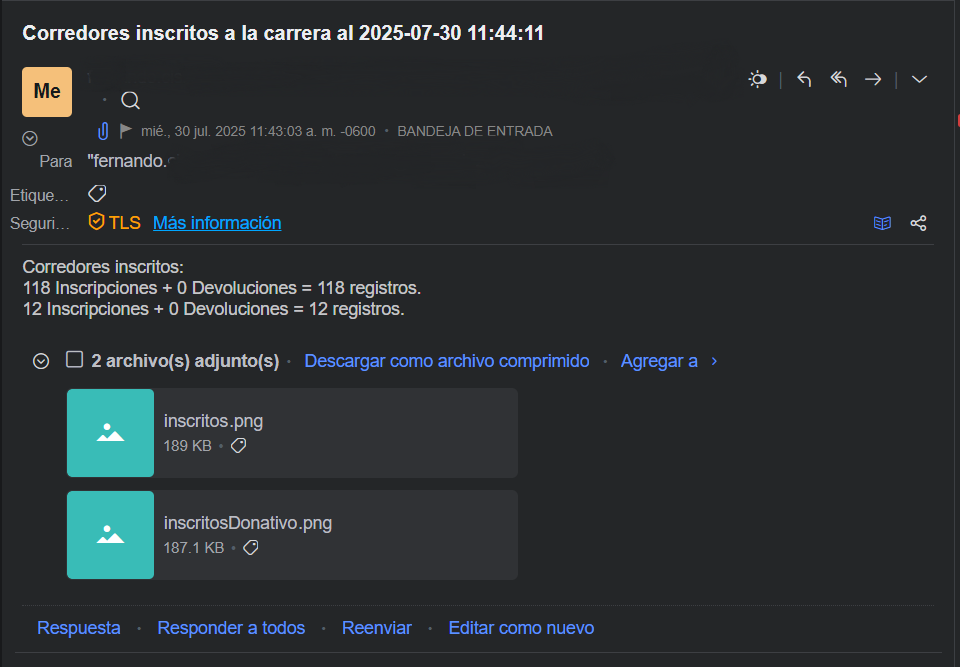 Corredores inscritos a la carrera al 2025-07-30 11:44:11
Me
mié., 30 jul. 2025 11:43:03 a. m. -0600 • BANDEJA DE ENTRADA
Para "fernando.
Etique...
Seguri... TLS Más información
Corredores inscritos:
118 Inscripciones + 0 Devoluciones = 118 registros.
12 Inscripciones + 0 Devoluciones = 12 registros.
2 archivo(s) adjunto(s) · Descargar como archivo comprimido · Agregar a
inscritos.png
189 KB •
inscritosDonativo.png
187.1 KB •
Respuesta · Responder a todos · Reenviar · Editar como nuevo